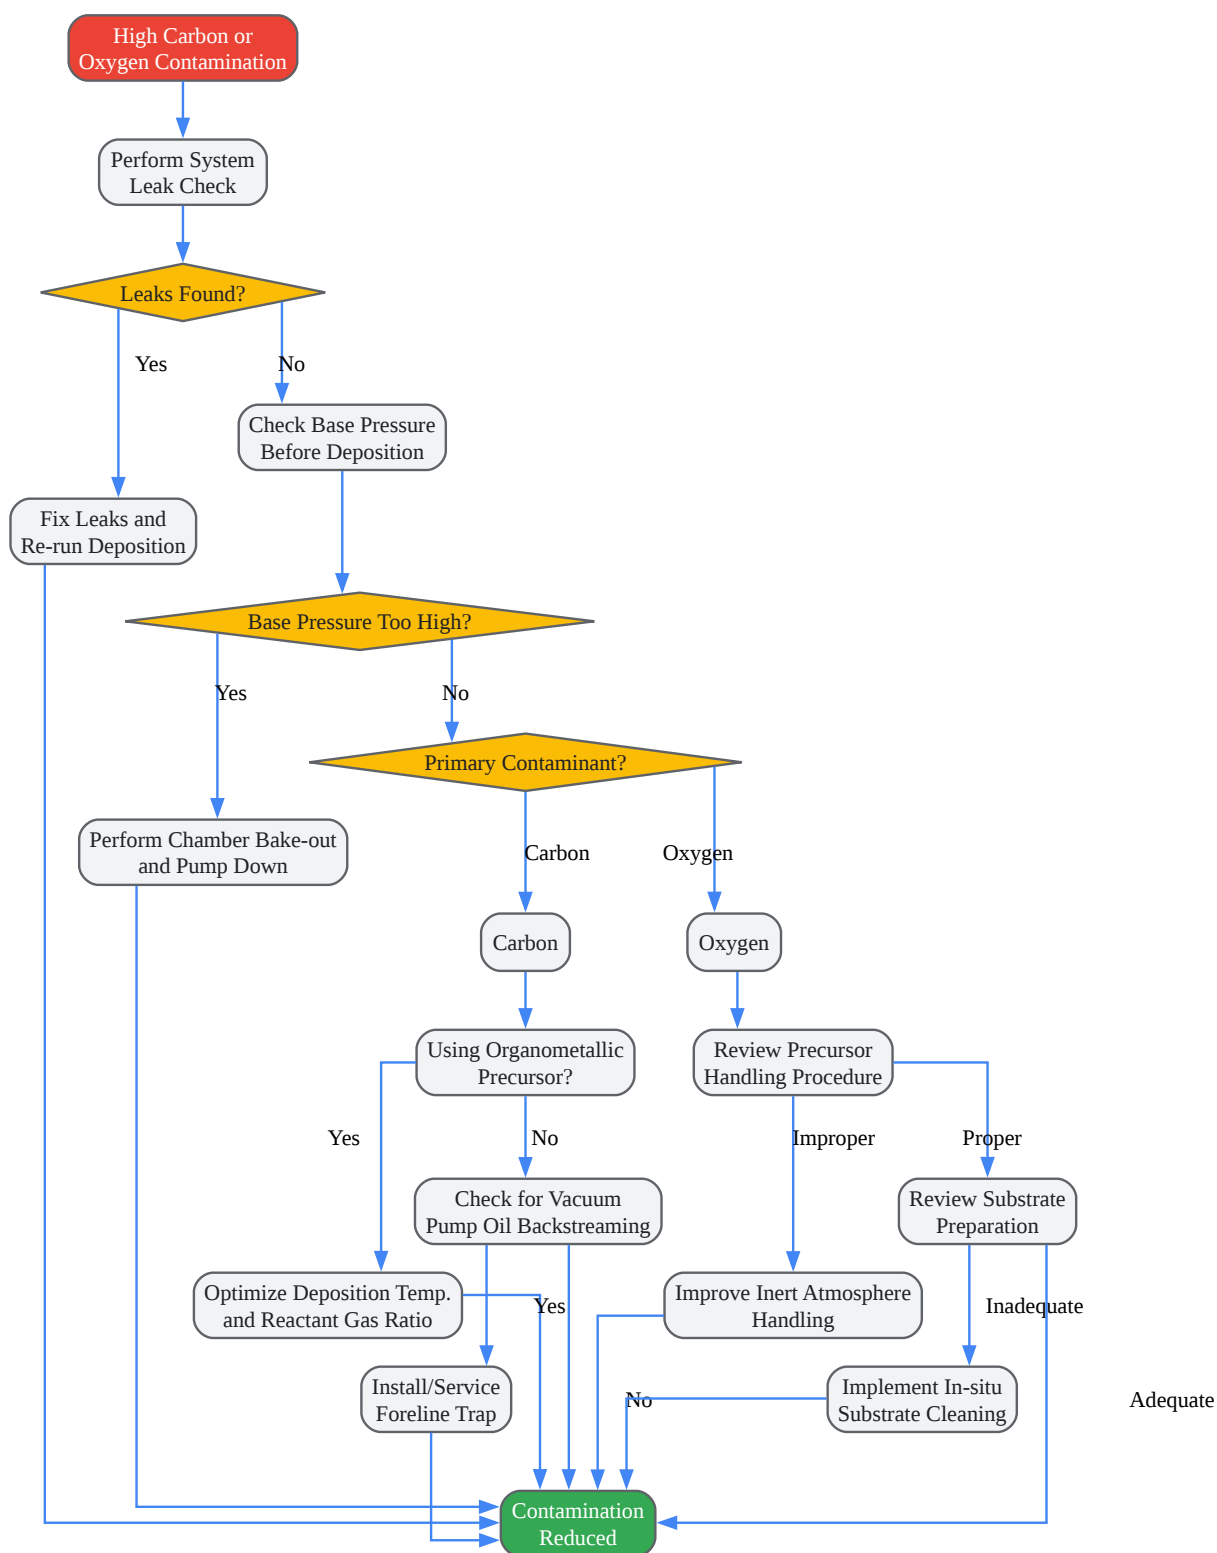 High Carbon or
Oxygen Contamination
Perform System
Leak Check
Leaks Found?
Yes
No
Check Base Pressure
Before Deposition
Fix Leaks and
Re-run Deposition
Base Pressure Too High?
Yes
No
Primary Contaminant?
Perform Chamber Bake-out
and Pump Down
Carbon
Oxygen
Carbon
Oxygen
Using Organometallic
Precursor?
Review Precursor
Handling Procedure
Yes
No
Improper
Proper
Check for Vacuum
Pump Oil Backstreaming
Review Substrate
Preparation
Optimize Deposition Temp.
and Reactant Gas Ratio
Yes
Improve Inert Atmosphere
Handling
Inadequate
Install/Service
Foreline Trap
No
Implement In-situ
Substrate Cleaning
Adequate
Contamination
Reduced